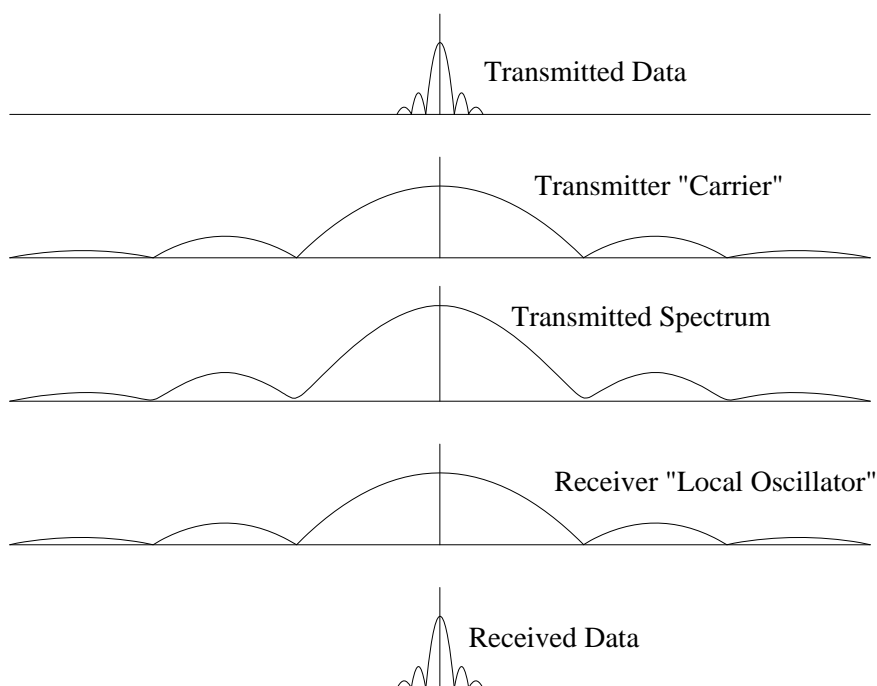 Transmitted Data
Transmitter "Carrier"
Transmitted Spectrum
Receiver "Local Oscillator"
Received Data